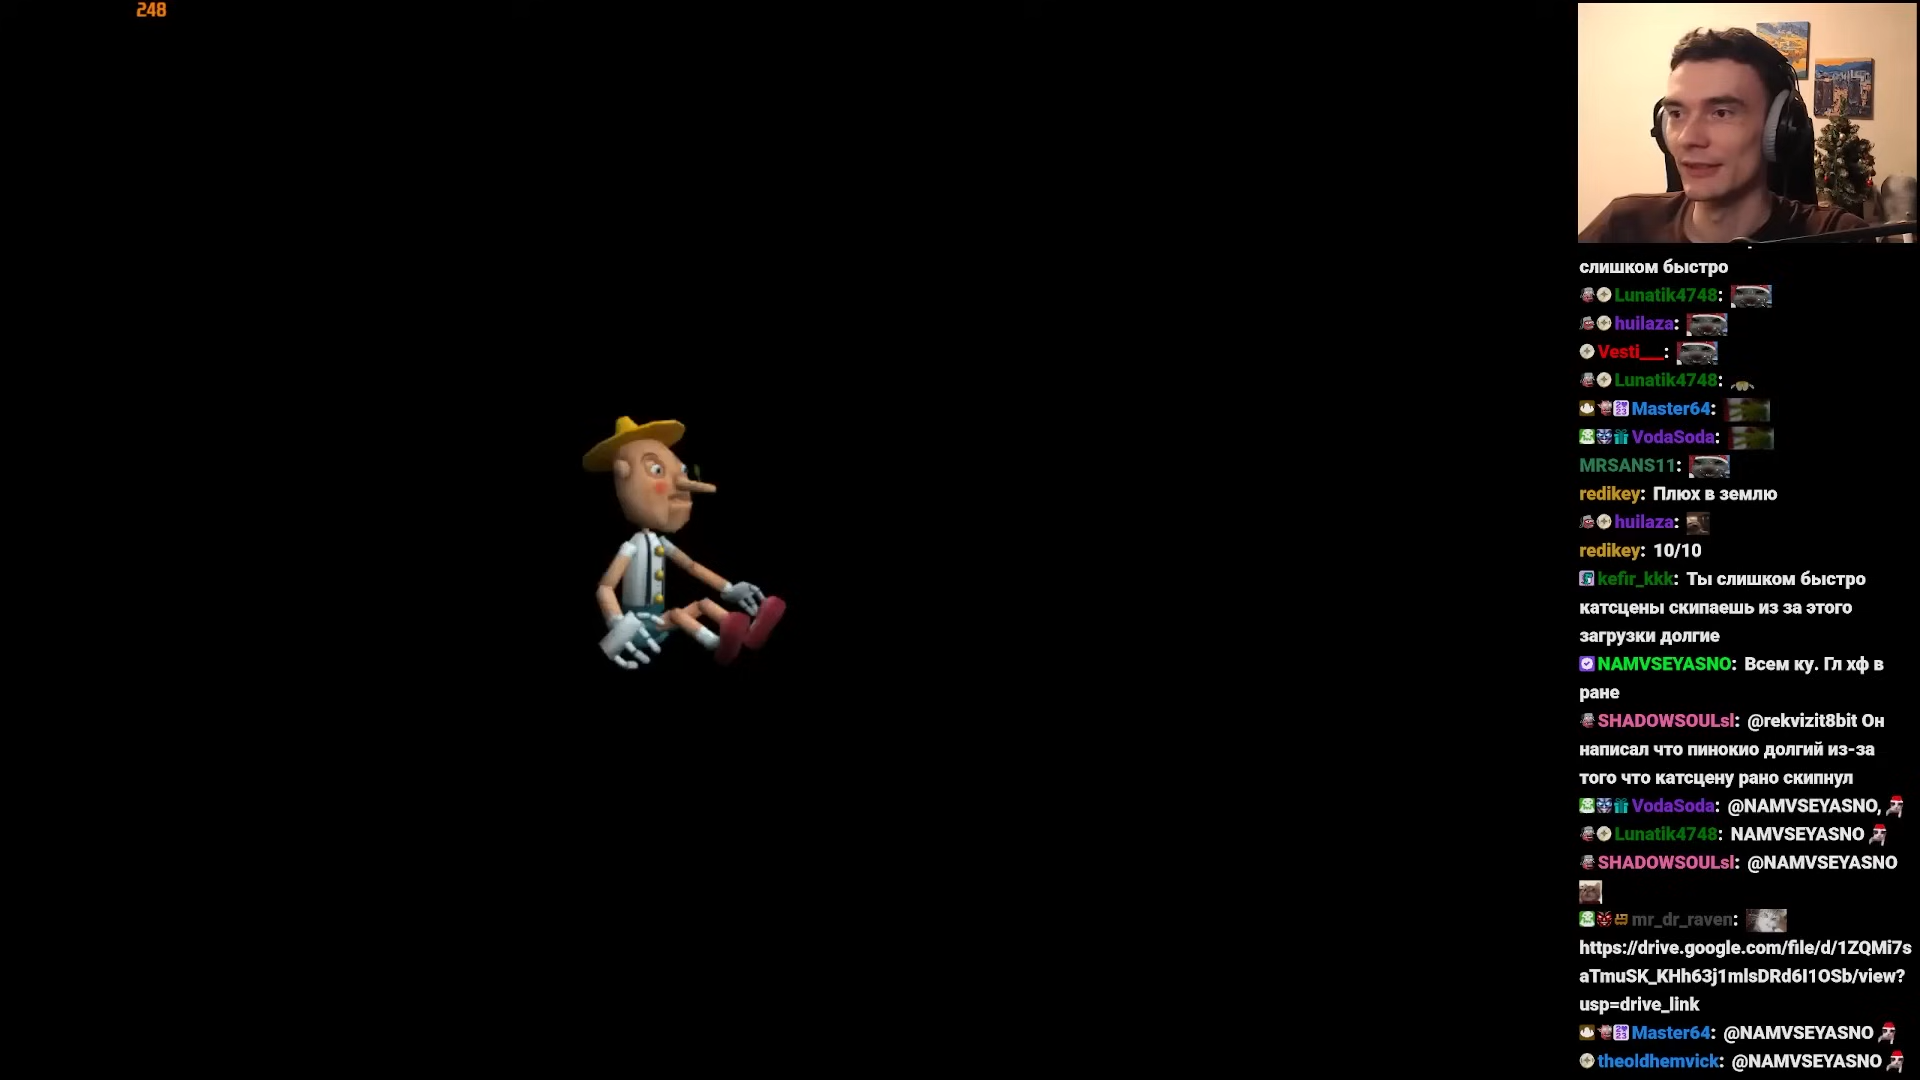 248
слишком быстро
Lunatik4748:
huilaza:
Vesti___:
Lunatik4748:
Master64:
VodaSoda:
MRSANS11:
redikey: Плюх в землю
huilaza:
redikey: 10/10
kefir_kkk: Ты слишком быстро
катсцены скипаешь из за этого
загрузки долгие
NAMVSEYASNO: Всем ку. Гл хф в
ране
SHADOWSOULsl: @rekvizit8bit Он
написал что пинокио долгий из-за
того что катсцену рано скипнул
VodaSoda: @NAMVSEYASNO,
Lunatik4748: NAMVSEYASNO
SHADOWSOULsl: @NAMVSEYASNO
mr_dr_raven:
https://drive.google.com/file/d/1ZQMi7s
aTmuSK_KHh63j1mlsDRd6I1OSb/view?
usp=drive_link
Master64: @NAMVSEYASNO
theoldhemvick: @NAMVSEYASNO